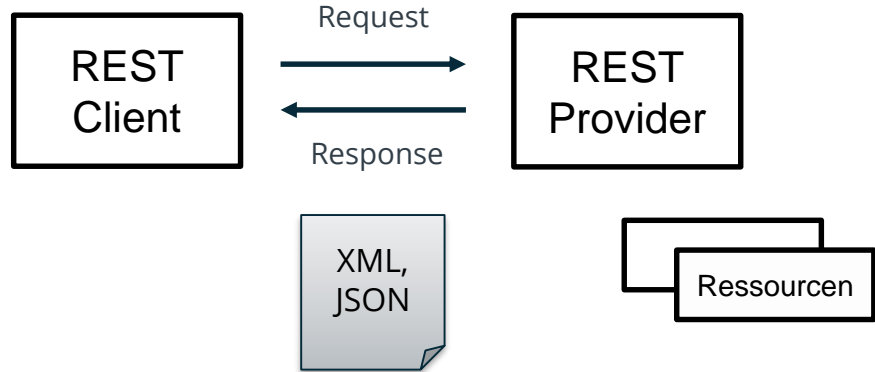 Request
REST
Client
REST
Provider
Response
XML,
JSON
Ressourcen